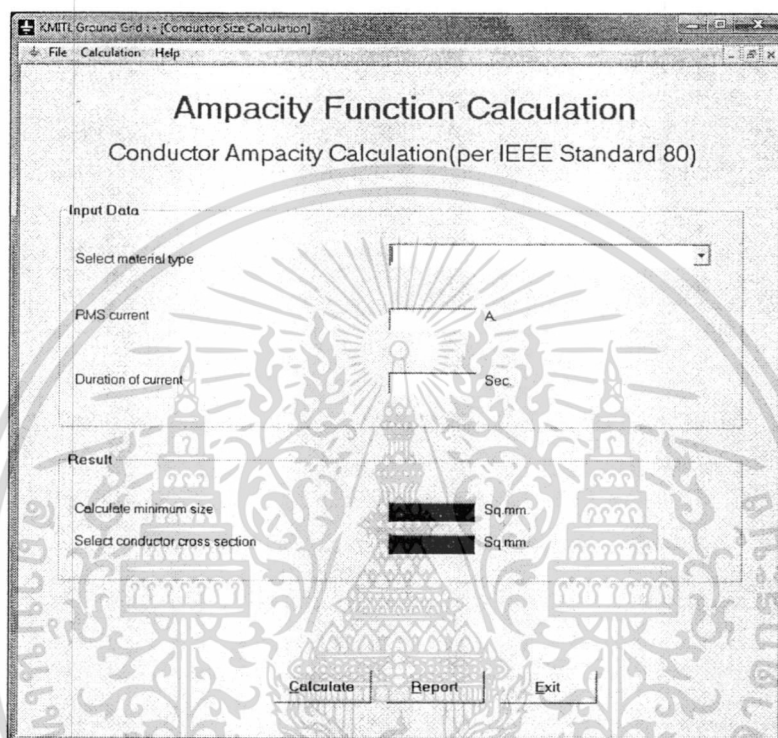 KMITL Ground Grid : - [Conductor Size Calculation]
File Calculation Help
Ampacity Function Calculation
Conductor Ampacity Calculation(per IEEE Standard 80)
Input Data
Select material type
RMS current A.
Duration of current Sec.
Result
Calculate minimum size Sq.mm.
Select conductor cross section Sq.mm.
Calculate Report Exit